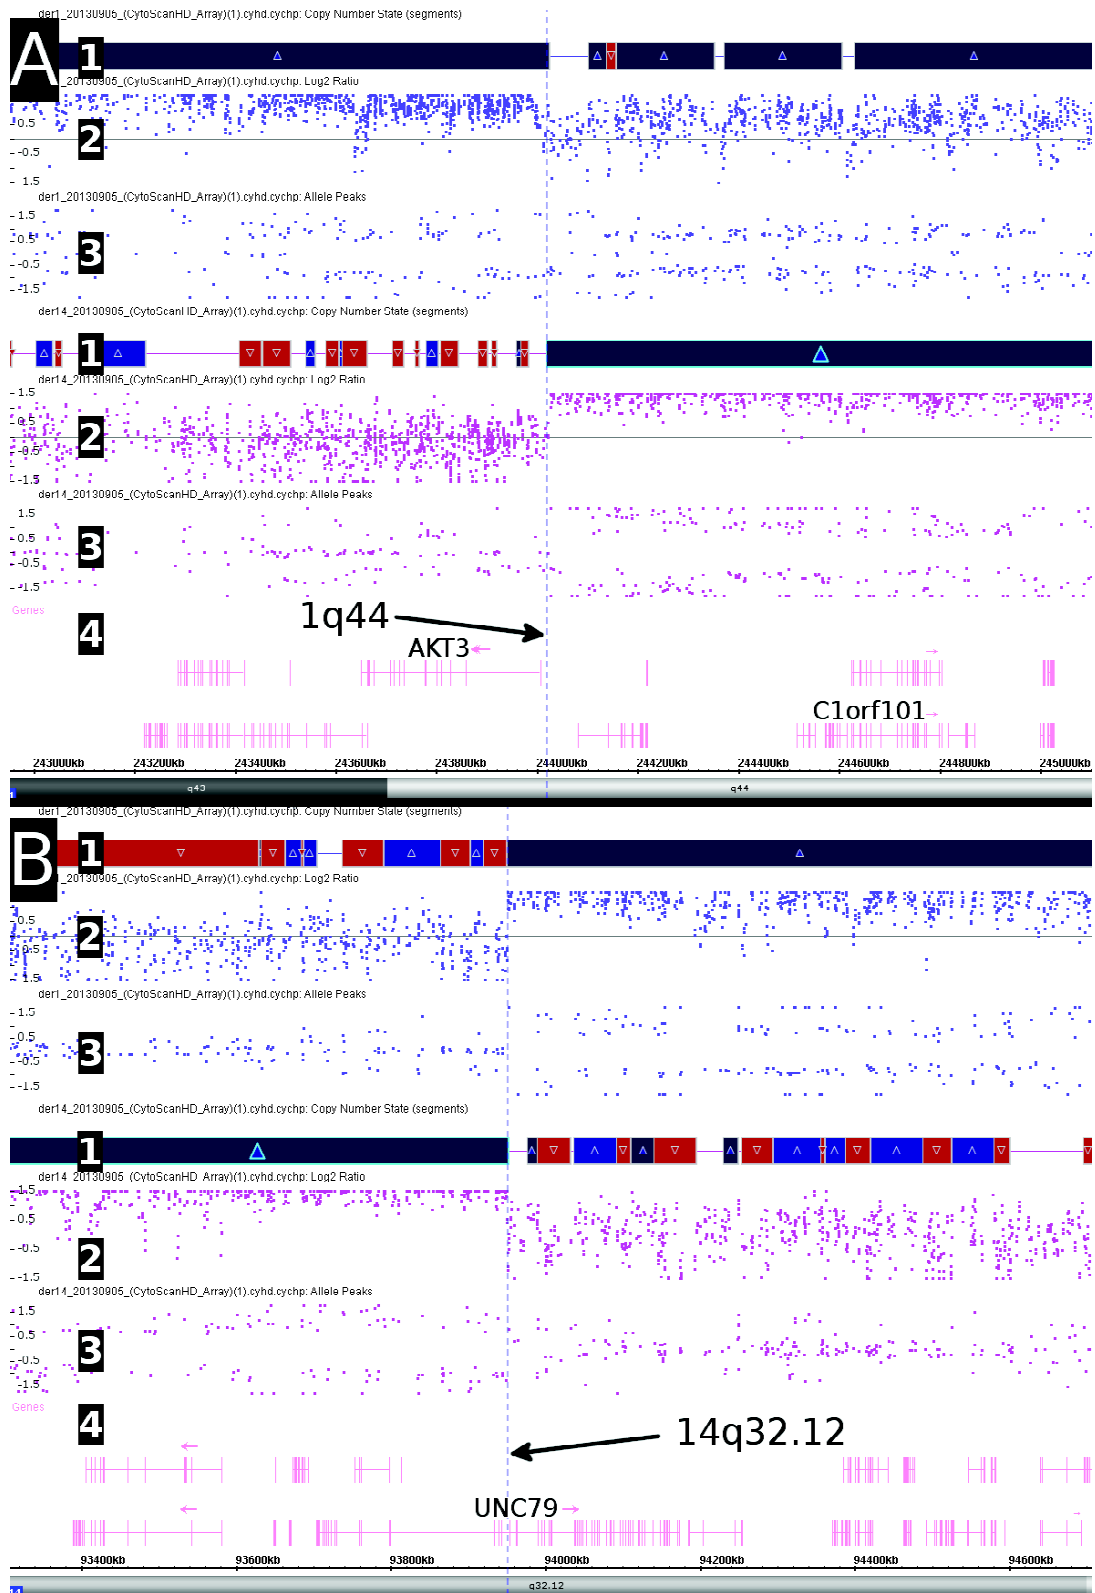 der1_20130905_(CytoScanHD_Array)(1).cyhd.cychp: Copy Number State (segments)
A
1
der1_20130905_(CytoScanHD_Array)(1).cyhd.cychp: Log2 Ratio
0.5
2
-0.5
1.5
der1_20130905_(CytoScanHD_Array)(1).cyhd.cychp: Allele Peaks
1.5
0.5
3
-0.5
-1.5
der14_20130905_(CytoScanHD_Array)(1).cyhd.cychp: Copy Number State (segments)
1
der14_20130905_(CytoScanHD_Array)(1).cyhd.cychp: Log2 Ratio
1.5
0.5
2
-0.5
-1.5
der14_20130905_(CytoScanHD_Array)(1).cyhd.cychp: Allele Peaks
1.5
0.5
3
-0.5
-1.5
Genes
4
1q44
AKT3
C1orf101
243000kb 243200kb 243400kb 243600kb 243800kb 244000kb 244200kb 244400kb 244600kb 244800kb 245000kb
q43 q44
der1_20130905_(CytoScanHD_Array)(1).cyhd.cychp: Copy Number State (segments)
B
1
der1_20130905_(CytoScanHD_Array)(1).cyhd.cychp: Log2 Ratio
0.5
2
-0.5
1.5
der1_20130905_(CytoScanHD_Array)(1).cyhd.cychp: Allele Peaks
1.5
0.5
3
-0.5
-1.5
der14_20130905_(CytoScanHD_Array)(1).cyhd.cychp: Copy Number State (segments)
1
der14_20130905_(CytoScanHD_Array)(1).cyhd.cychp: Log2 Ratio
1.5
0.5
-0.5
2
-1.5
der14_20130905_(CytoScanHD_Array)(1).cyhd.cychp: Allele Peaks
1.5
0.5
3
-0.5
-1.5
Genes
4
14q32.12
UNC79
93400kb 93600kb 93800kb 94000kb 94200kb 94400kb 94600kb
q32.12
14